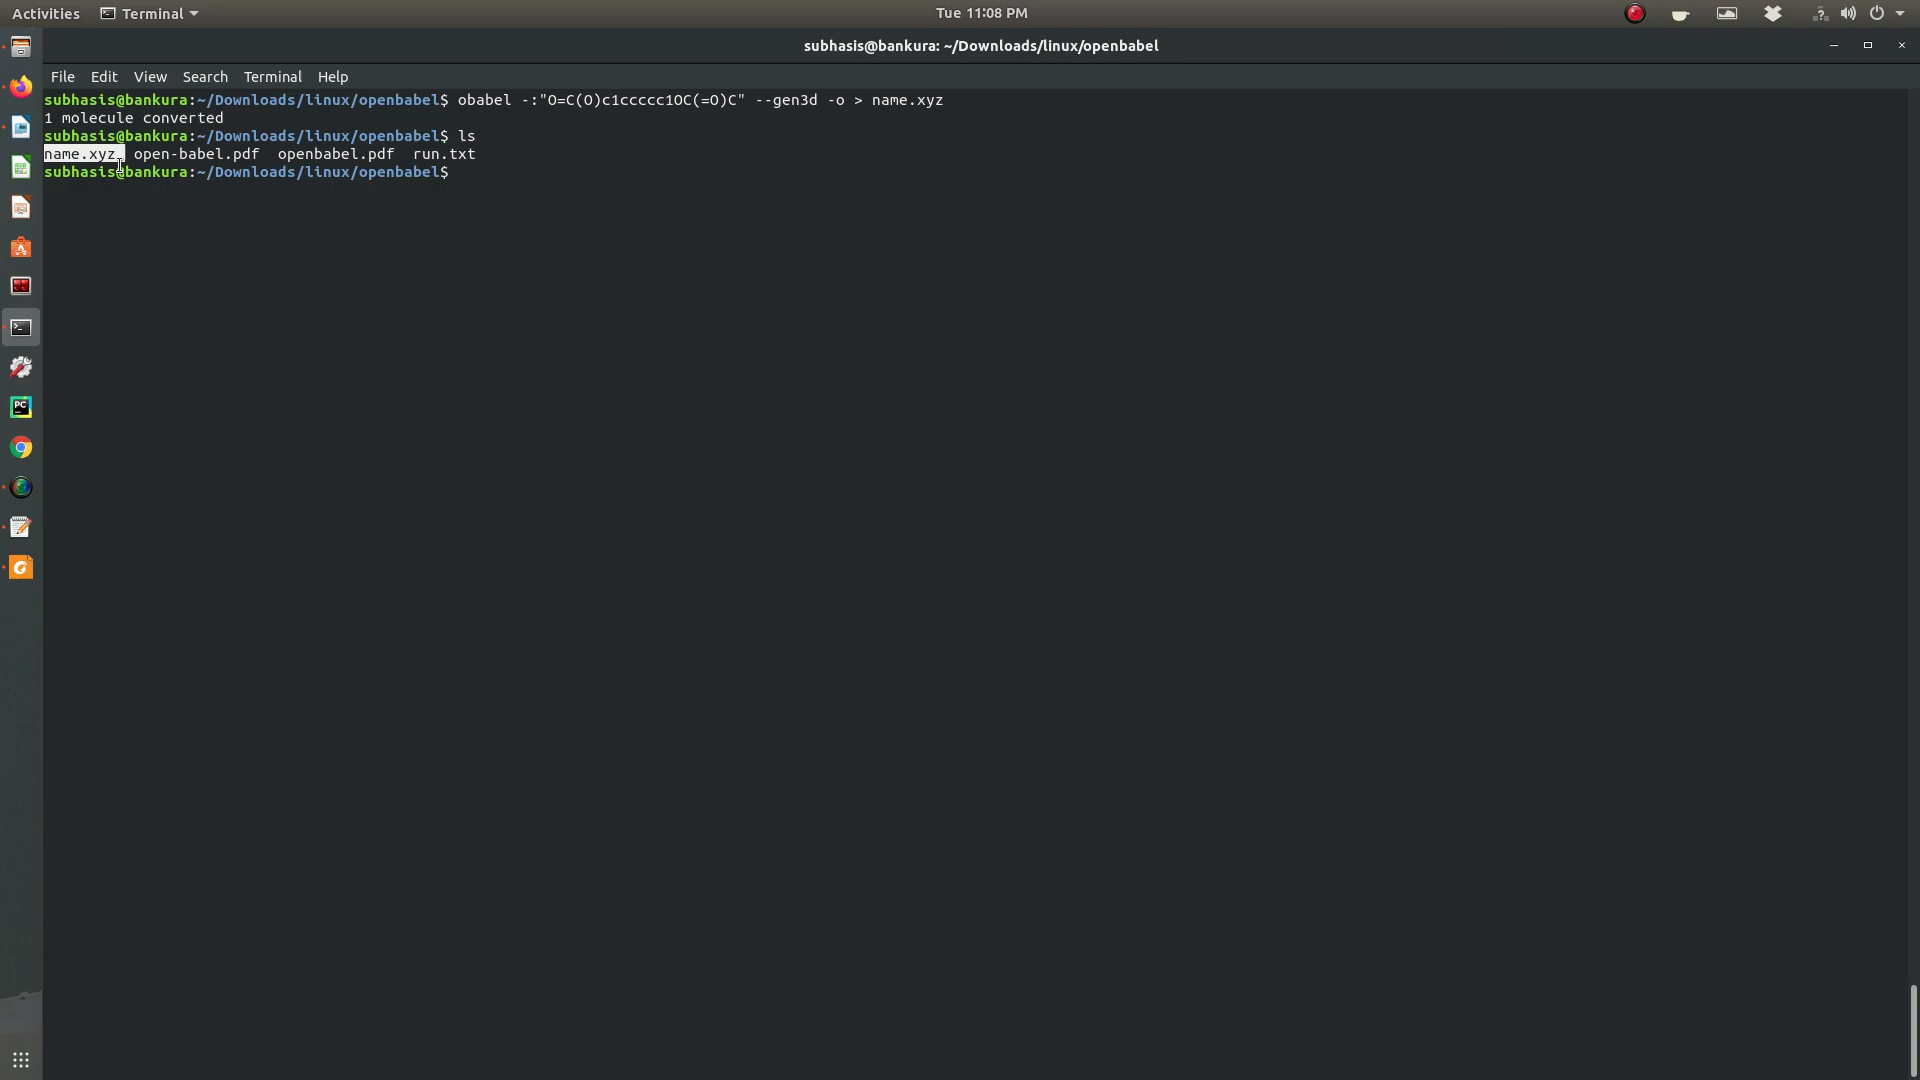 Activities Terminal Tue 11:08 PM
subhasis@bankura: ~/Downloads/linux/openbabel
File Edit View Search Terminal Help
subhasis@bankura:~/Downloads/linux/openbabel$ obabel -:"O=C(O)c1ccccc1OC(=O)C" --gen3d -o > name.xyz
1 molecule converted
subhasis@bankura:~/Downloads/linux/openbabel$ ls
name.xyz  open-babel.pdf  openbabel.pdf  run.txt
subhasis@bankura:~/Downloads/linux/openbabel$
PC